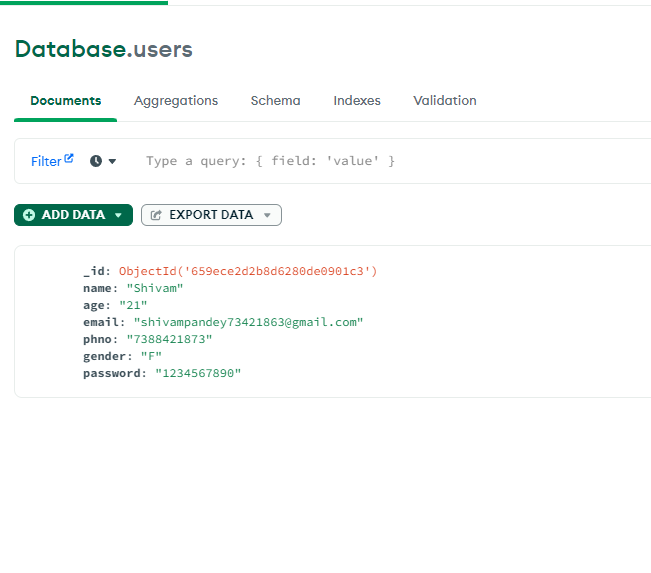 Database.users
Documents Aggregations Schema Indexes Validation
Filter Type a query: { field: 'value' }
ADD DATA EXPORT DATA
_id: ObjectId('659ece2d2b8d6280de0901c3')
name: "Shivam"
age: "21"
email: "shivampandey73421863@gmail.com"
phno: "7388421873"
gender: "F"
password: "1234567890"